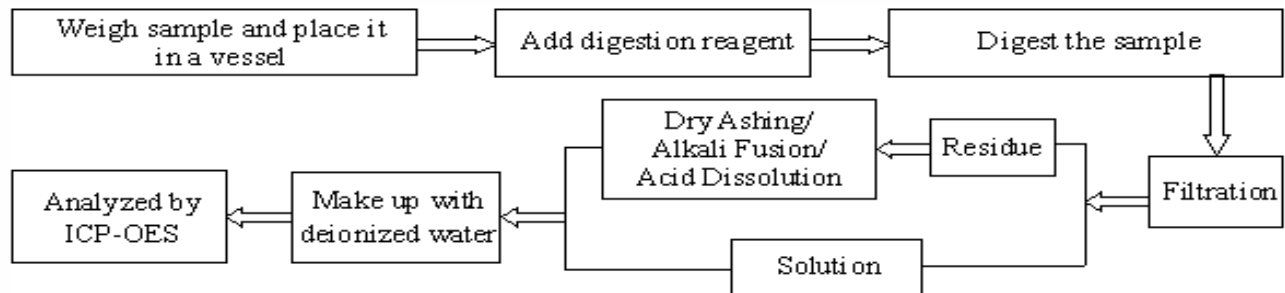 Weigh sample and place it
in a vessel
Add digestion reagent
Digest the sample
Filtration
Residue
Dry Ashing/
Alkali Fusion/
Acid Dissolution
Solution
Make up with
deionized water
Analyzed by
ICP-OES